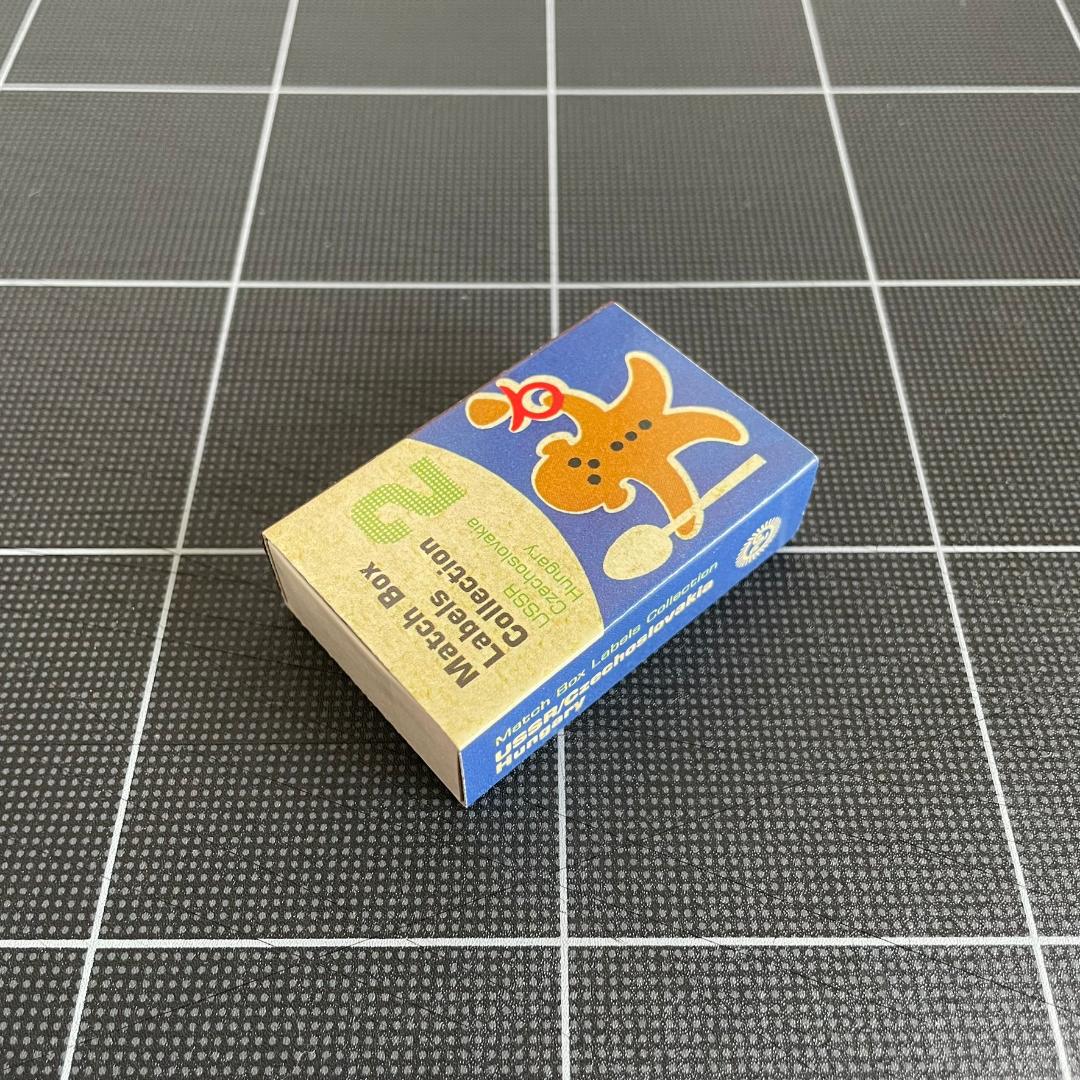 2
Match Box
Labels
Collection
USSR
Czechoslovakia
Hungary
Match Box Labels Collection
USSR/Czechoslovakia
Hungary